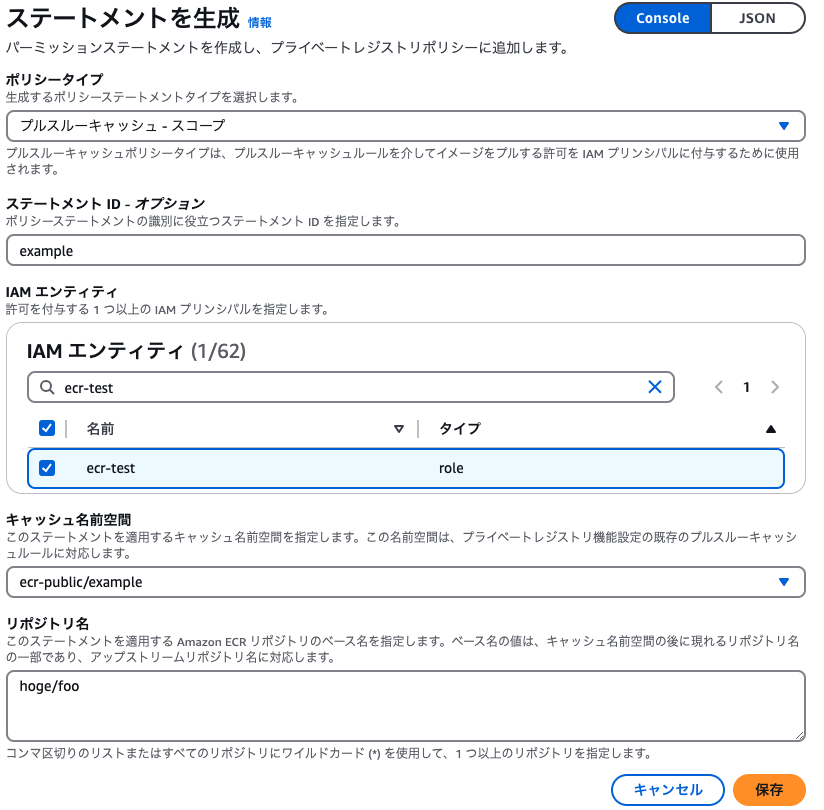 ステートメントを生成 情報
Console JSON
パーミッションステートメントを作成し、プライベートレジストリポリシーに追加します。
ポリシータイプ
生成するポリシーステートメントタイプを選択します。
プルスルーキャッシュ - スコープ
プルスルーキャッシュポリシータイプは、プルスルーキャッシュルールを介してイメージをプルする許可を IAM プリンシパルに付与するために使用
されます。
ステートメント ID - オプション
ポリシーステートメントの識別に役立つステートメント ID を指定します。
example
IAM エンティティ
許可を付与する 1 つ以上の IAM プリンシパルを指定します。
IAM エンティティ (1/62)
ecr-test
1
名前 タイプ
ecr-test role
キャッシュ名前空間
このステートメントを適用するキャッシュ名前空間を指定します。この名前空間は、プライベートレジストリ機能設定の既存のプルスルーキャッシ
ュルールに対応します。
ecr-public/example
リポジトリ名
このステートメントを適用する Amazon ECR リポジトリのベース名を指定します。ベース名の値は、キャッシュ名前空間の後に現れるリポジトリ名
の一部であり、アップストリームリポジトリ名に対応します。
hoge/foo
コンマ区切りのリストまたはすべてのリポジトリにワイルドカード (*) を使用して、1 つ以上のリポジトリを指定します。
キャンセル 保存